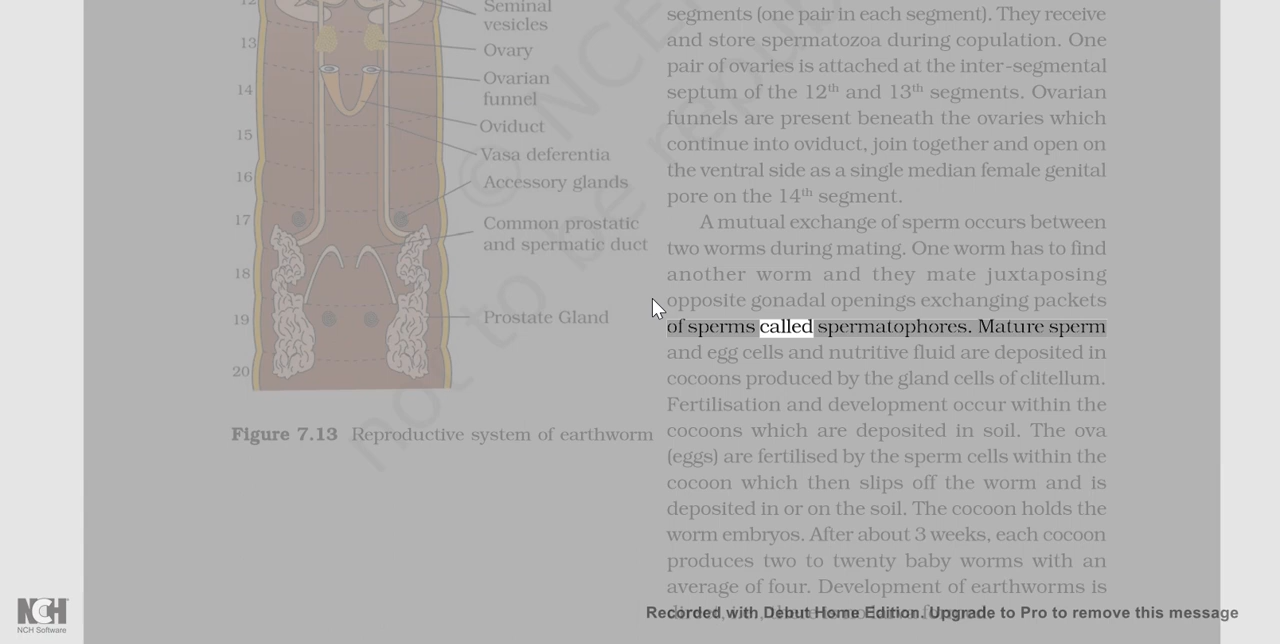 12
13
14
15
16
17
18
19
20
Seminal
vesicles
Ovary
Ovarian
funnel
Oviduct
Vasa deferentia
Accessory glands
Common prostatic
and spermatic duct
Prostate Gland
Figure 7.13 Reproductive system of earthworm
segments (one pair in each segment). They receive
and store spermatozoa during copulation. One
pair of ovaries is attached at the inter-segmental
septum of the 12th and 13th segments. Ovarian
funnels are present beneath the ovaries which
continue into oviduct, join together and open on
the ventral side as a single median female genital
pore on the 14th segment.
A mutual exchange of sperm occurs between
two worms during mating. One worm has to find
another worm and they mate juxtaposing
opposite gonadal openings exchanging packets
of sperms called spermatophores. Mature sperm
and egg cells and nutritive fluid are deposited in
cocoons produced by the gland cells of clitellum.
Fertilisation and development occur within the
cocoons which are deposited in soil. The ova
(eggs) are fertilised by the sperm cells within the
cocoon which then slips off the worm and is
deposited in or on the soil. The cocoon holds the
worm embryos. After about 3 weeks, each cocoon
produces two to twenty baby worms with an
average of four. Development of earthworms is
© NCE
not to be repu
NCH
NCH Software
Recorded with Debut Home Edition. Upgrade to Pro to remove this message